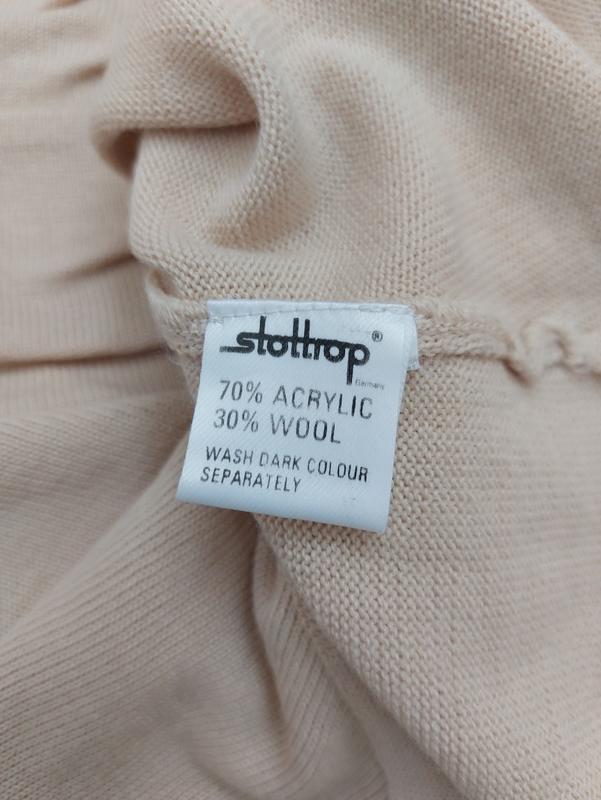 stottrop®
Germany
70% ACRYLIC
30% WOOL
WASH DARK COLOUR
SEPARATELY